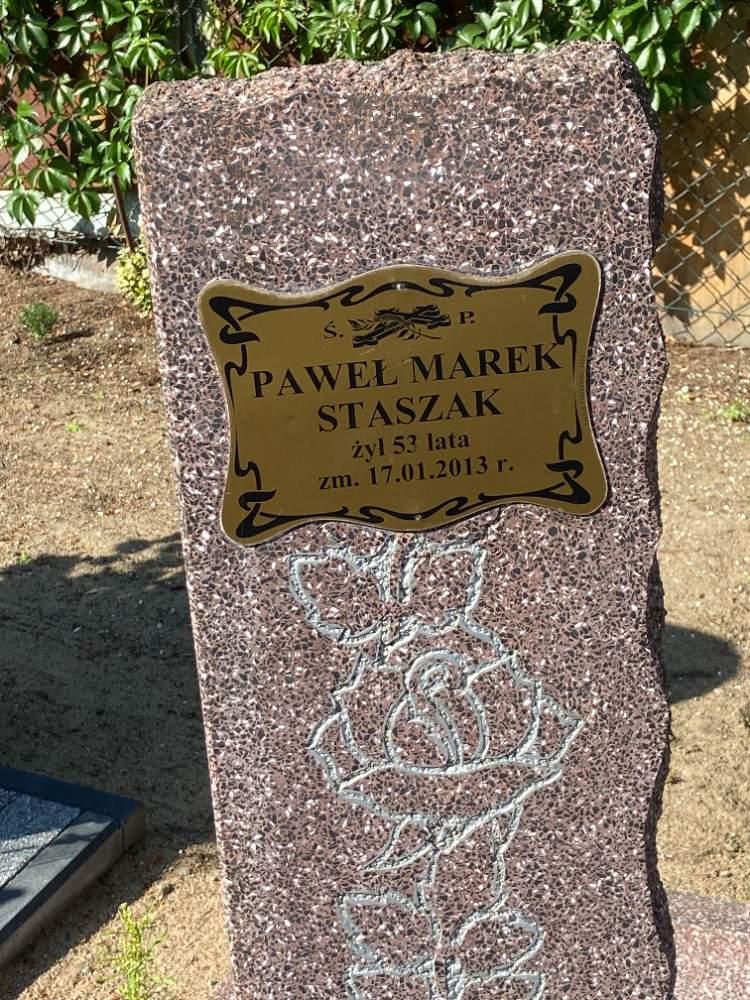 Ś. P.
PAWEŁ MAREK
STASZAK
żył 53 lata
zm. 17.01.2013 r.